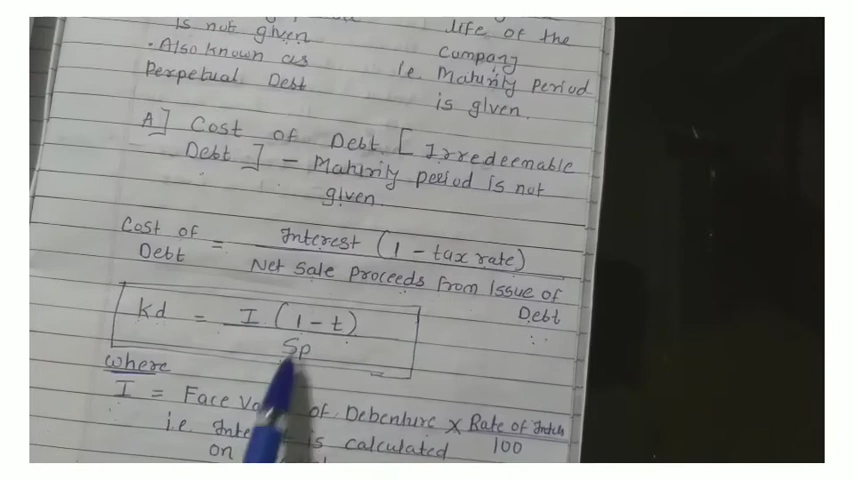 is not given
life of the
• Also known as
Company
Perpetual Debt
i.e. Maturity period
is given.
A] Cost of Debt [ Irredeemable
Debt ] – Maturity period is not
given.
Cost of Debt = Interest (1 – tax rate)
Net Sale Proceeds from Issue of
Debt
Kd = I (1 – t)
Sp
where
I = Face of Debenture × Rate of
100
i.e is calculated
on